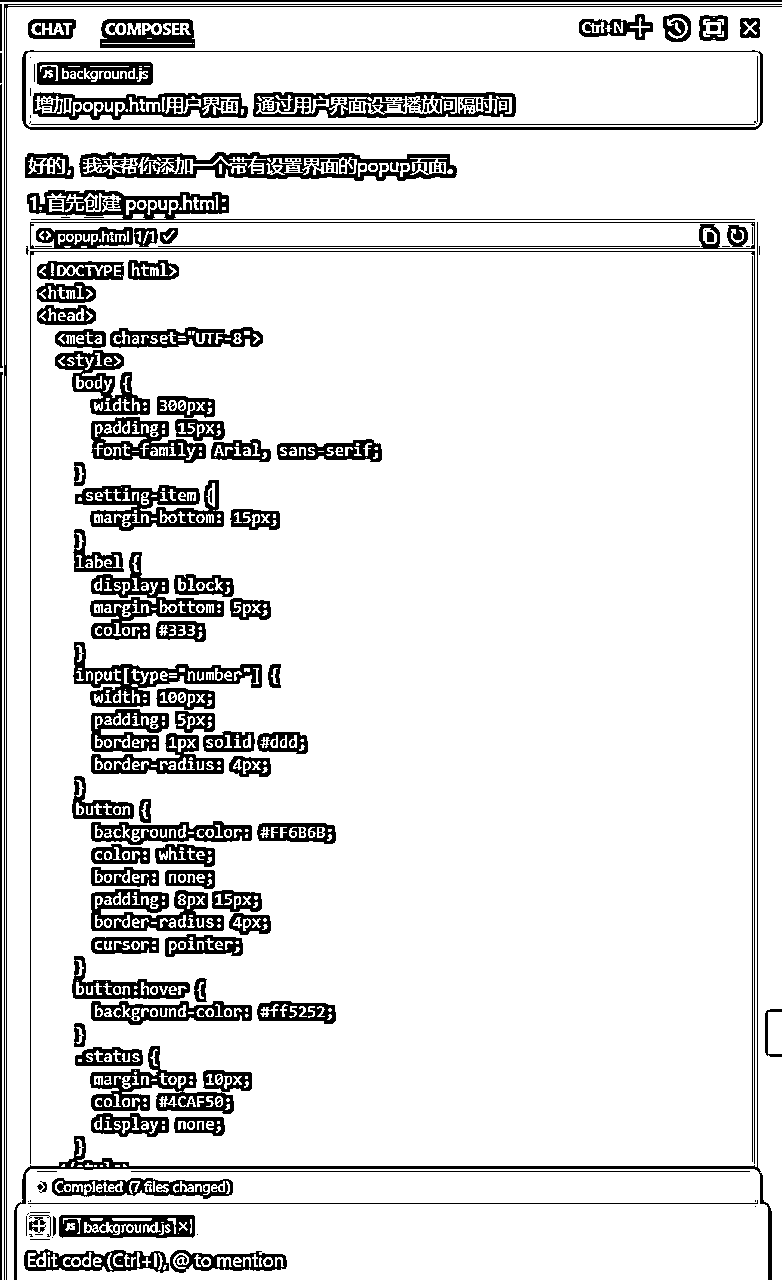 CHAT COMPOSER Ctrl+N
JS background.js
增加popup.html用户界面，通过用户界面设置播放间隔时间
好的，我来帮你添加一个带有设置界面的popup页面。
1. 首先创建 popup.html：
popup.html 1/1
<!DOCTYPE html>
<html>
<head>
<meta charset="UTF-8">
<style>
body {
width: 300px;
padding: 15px;
font-family: Arial, sans-serif;
}
.setting-item {
margin-bottom: 15px;
}
label {
display: block;
margin-bottom: 5px;
color: #333;
}
input[type="number"] {
width: 100px;
padding: 5px;
border: 1px solid #ddd;
border-radius: 4px;
}
button {
background-color: #FF6B6B;
color: white;
border: none;
padding: 8px 15px;
border-radius: 4px;
cursor: pointer;
}
button:hover {
background-color: #ff5252;
}
.status {
margin-top: 10px;
color: #4CAF50;
display: none;
}
Completed (7 files changed)
JS background.js
Edit code (Ctrl+I), @ to mention